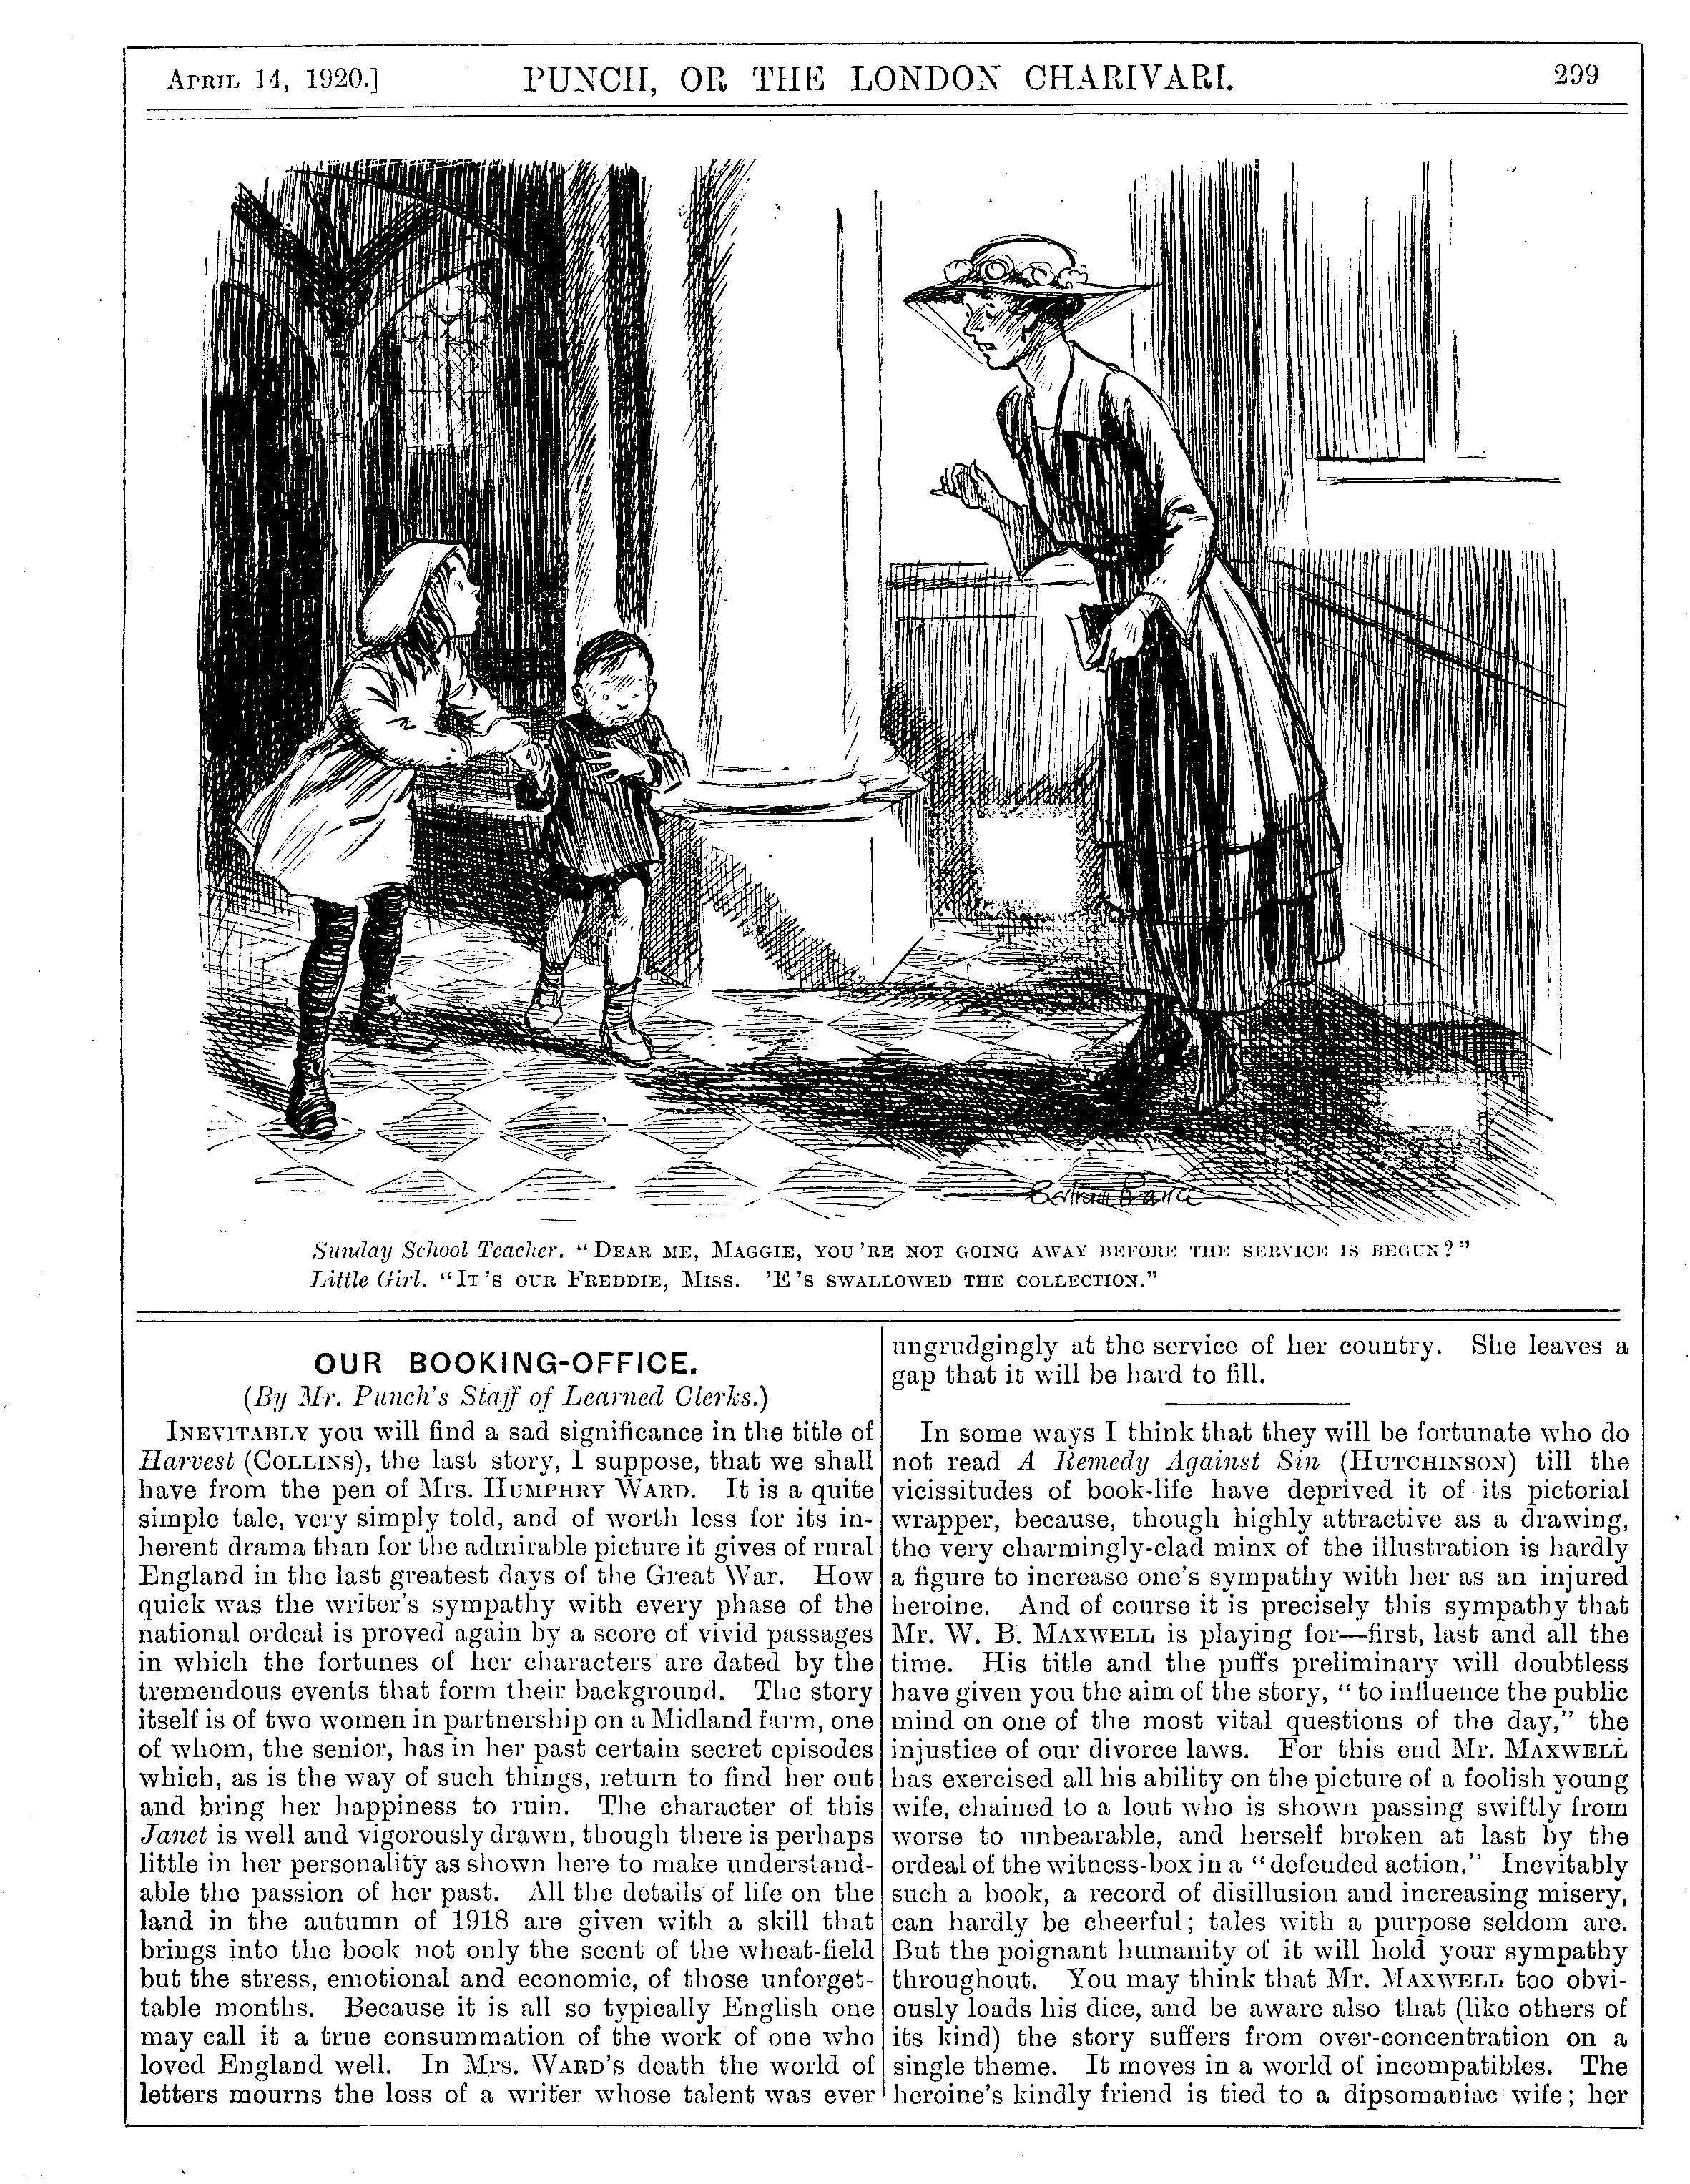 APRIL 14, 1920.] PUNCH, OR THE LONDON CHARIVARI. 299
Bertram Prance
Sunday School Teacher. "DEAR ME, MAGGIE, YOU'RE NOT GOING AWAY BEFORE THE SERVICE IS BEGUN?"
Little Girl. "IT'S OUR FREDDIE, MISS. 'E'S SWALLOWED THE COLLECTION."
OUR BOOKING-OFFICE.
(By Mr. Punch's Staff of Learned Clerks.)
INEVITABLY you will find a sad significance in the title of
Harvest (COLLINS), the last story, I suppose, that we shall
have from the pen of Mrs. HUMPHRY WARD. It is a quite
simple tale, very simply told, and of worth less for its in-
herent drama than for the admirable picture it gives of rural
England in the last greatest days of the Great War. How
quick was the writer's sympathy with every phase of the
national ordeal is proved again by a score of vivid passages
in which the fortunes of her characters are dated by the
tremendous events that form their background. The story
itself is of two women in partnership on a Midland farm, one
of whom, the senior, has in her past certain secret episodes
which, as is the way of such things, return to find her out
and bring her happiness to ruin. The character of this
Janet is well and vigorously drawn, though there is perhaps
little in her personality as shown here to make understand-
able the passion of her past. All the details of life on the
land in the autumn of 1918 are given with a skill that
brings into the book not only the scent of the wheat-field
but the stress, emotional and economic, of those unforget-
table months. Because it is all so typically English one
may call it a true consummation of the work of one who
loved England well. In Mrs. WARD'S death the world of
letters mourns the loss of a writer whose talent was ever
ungrudgingly at the service of her country. She leaves a
gap that it will be hard to fill.
In some ways I think that they will be fortunate who do
not read A Remedy Against Sin (HUTCHINSON) till the
vicissitudes of book-life have deprived it of its pictorial
wrapper, because, though highly attractive as a drawing,
the very charmingly-clad minx of the illustration is hardly
a figure to increase one's sympathy with her as an injured
heroine. And of course it is precisely this sympathy that
Mr. W. B. MAXWELL is playing for—first, last and all the
time. His title and the puffs preliminary will doubtless
have given you the aim of the story, "to influence the public
mind on one of the most vital questions of the day," the
injustice of our divorce laws. For this end Mr. MAXWELL
has exercised all his ability on the picture of a foolish young
wife, chained to a lout who is shown passing swiftly from
worse to unbearable, and herself broken at last by the
ordeal of the witness-box in a "defended action." Inevitably
such a book, a record of disillusion and increasing misery,
can hardly be cheerful; tales with a purpose seldom are.
But the poignant humanity of it will hold your sympathy
throughout. You may think that Mr. MAXWELL too obvi-
ously loads his dice, and be aware also that (like others of
its kind) the story suffers from over-concentration on a
single theme. It moves in a world of incompatibles. The
heroine's kindly friend is tied to a dipsomaniac wife; her